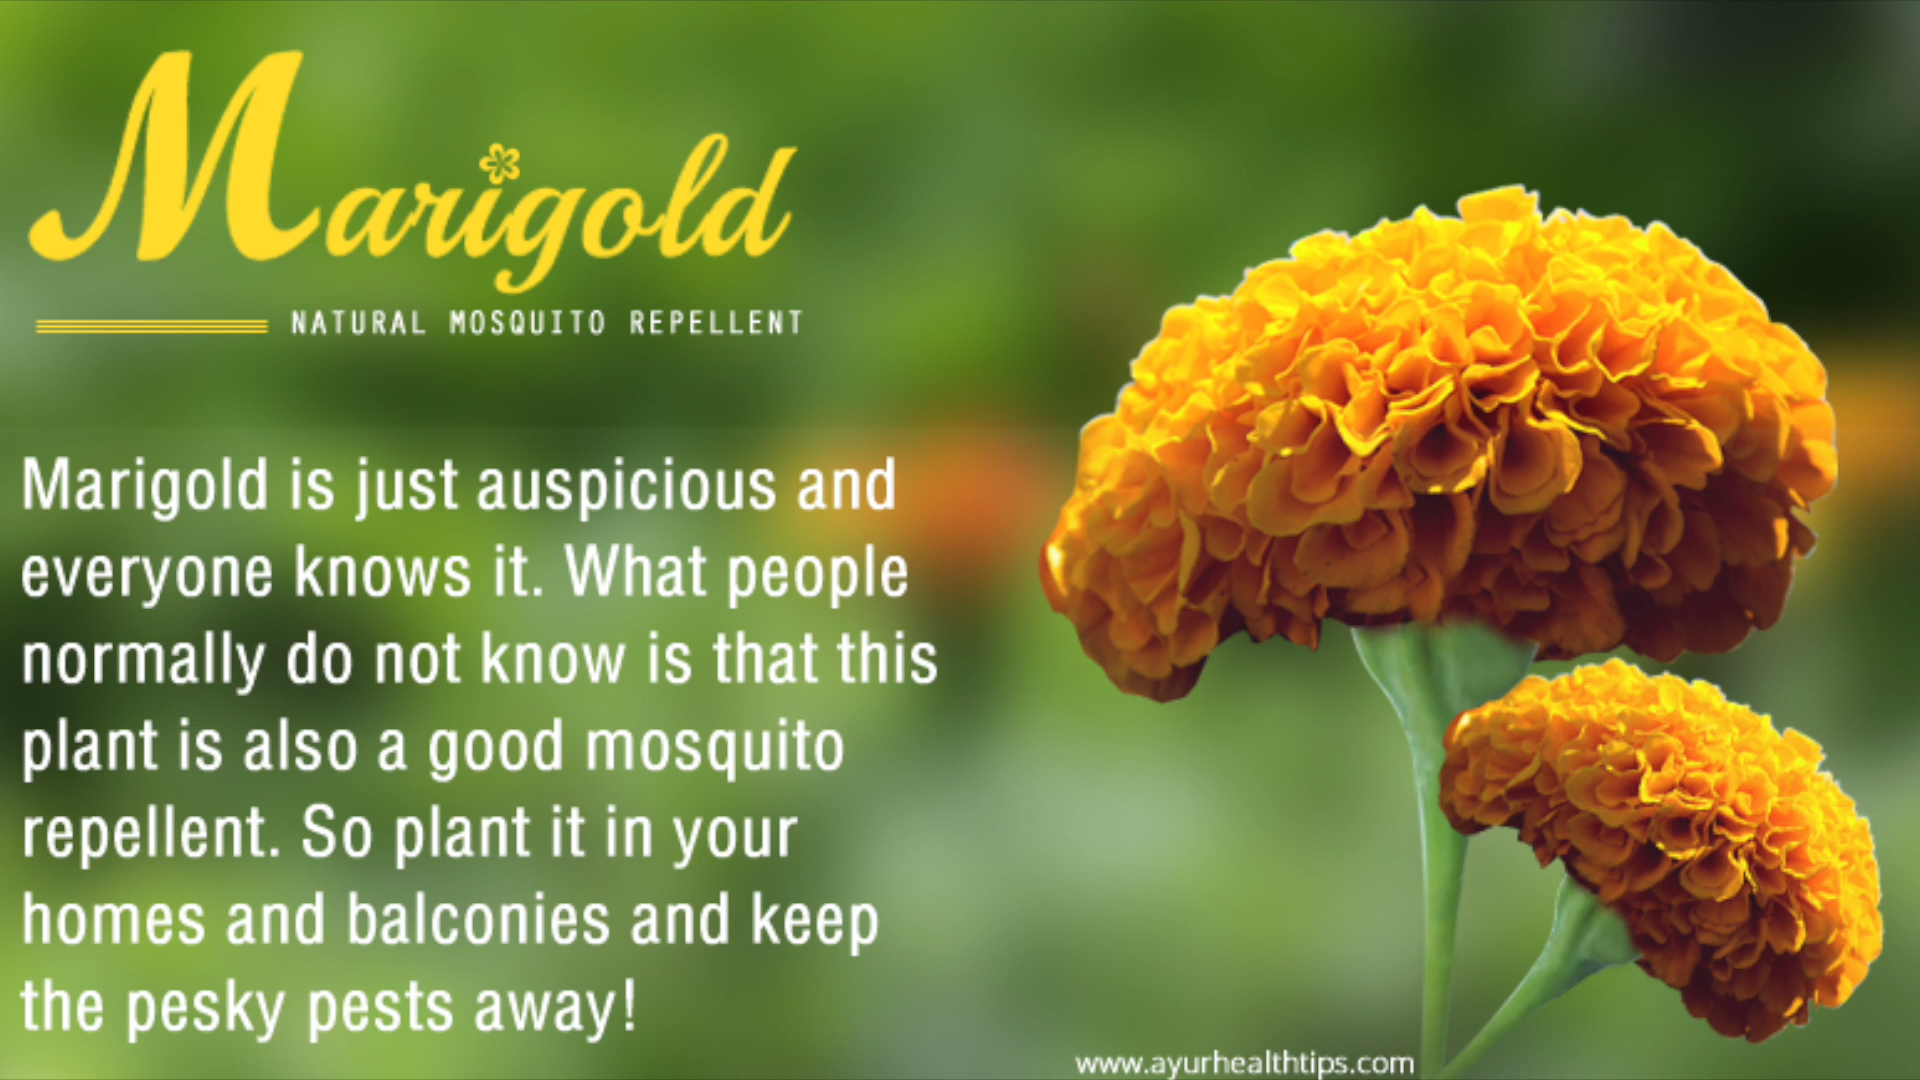 Marigold
NATURAL MOSQUITO REPELLENT
Marigold is just auspicious and
everyone knows it. What people
normally do not know is that this
plant is also a good mosquito
repellent. So plant it in your
homes and balconies and keep
the pesky pests away!
www.ayurhealthtips.com